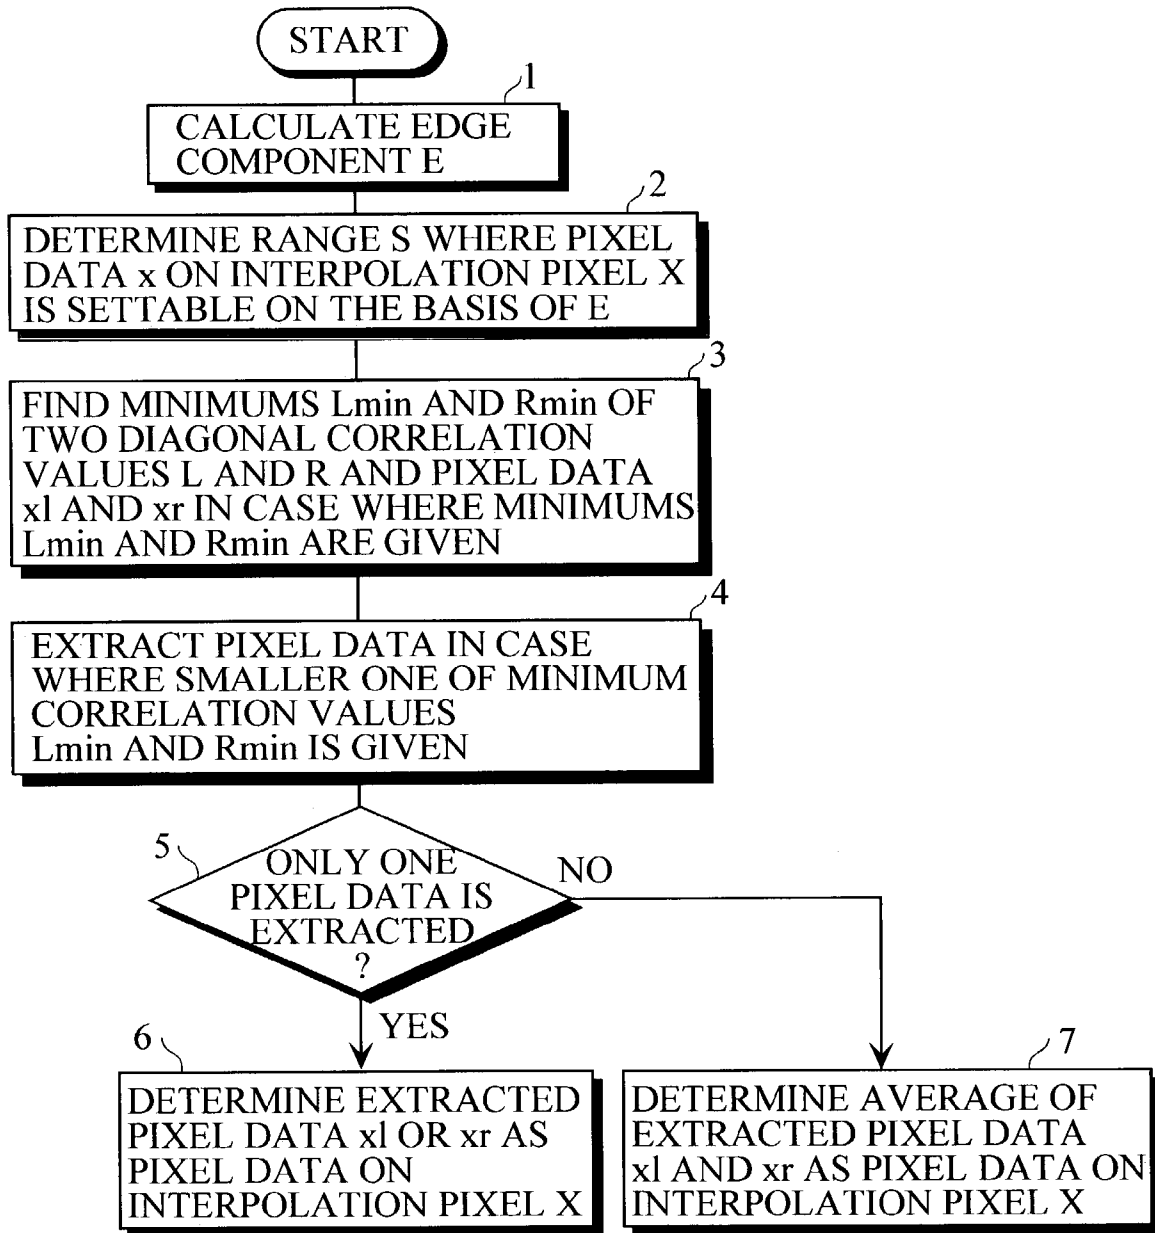 START
1
CALCULATE EDGE
COMPONENT E
2
DETERMINE RANGE S WHERE PIXEL
DATA x ON INTERPOLATION PIXEL X
IS SETTABLE ON THE BASIS OF E
3
FIND MINIMUMS Lmin AND Rmin OF
TWO DIAGONAL CORRELATION
VALUES L AND R AND PIXEL DATA
xl AND xr IN CASE WHERE MINIMUMS
Lmin AND Rmin ARE GIVEN
4
EXTRACT PIXEL DATA IN CASE
WHERE SMALLER ONE OF MINIMUM
CORRELATION VALUES
Lmin AND Rmin IS GIVEN
5
ONLY ONE
PIXEL DATA IS
EXTRACTED
?
NO
YES
6
DETERMINE EXTRACTED
PIXEL DATA xl OR xr AS
PIXEL DATA ON
INTERPOLATION PIXEL X
7
DETERMINE AVERAGE OF
EXTRACTED PIXEL DATA
xl AND xr AS PIXEL DATA ON
INTERPOLATION PIXEL X